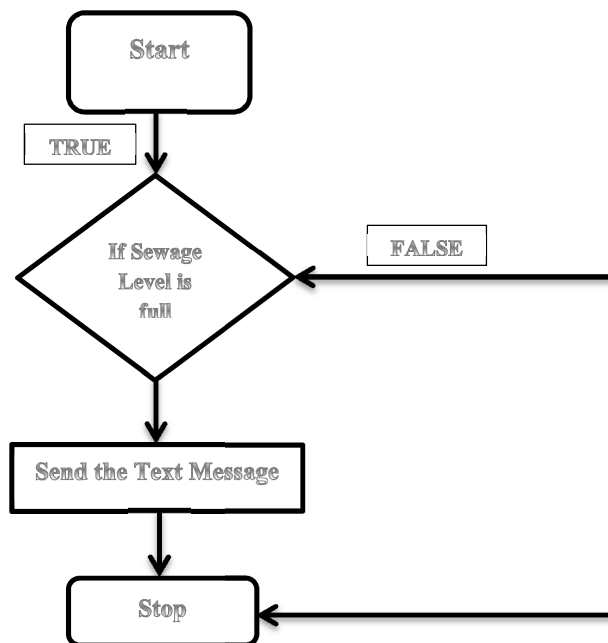 Start
TRUE
FALSE
If Sewage
Level is
full
Send the Text Message
Stop